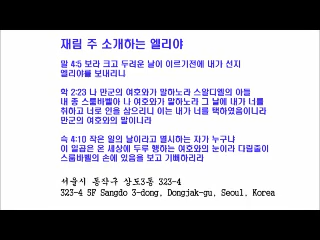 재림 주 소개하는 엘리야
말 4:5 보라 크고 두려운 날이 이르기전에 내가 선지
엘리야를 보내리니
학 2:23 나 만군의 여호와가 말하노라 스알디엘의 아들
내 종 스룹바벨아 나 여호와가 말하노라 그 날에 내가 너를
취하고 너로 인을 삼으리니 이는 내가 너를 택하였음이니라
만군의 여호와의 말이니라
슥 4:10 작은 일의 날이라고 멸시하는 자가 누구냐
이 일곱은 온 세상에 두루 행하는 여호와의 눈이라 다림줄이
스룹바벨의 손에 있음을 보고 기뻐하리라
서울시 동작구 상도3동 323-4
323-4 5F Sangdo 3-dong, Dongjak-gu, Seoul, Korea